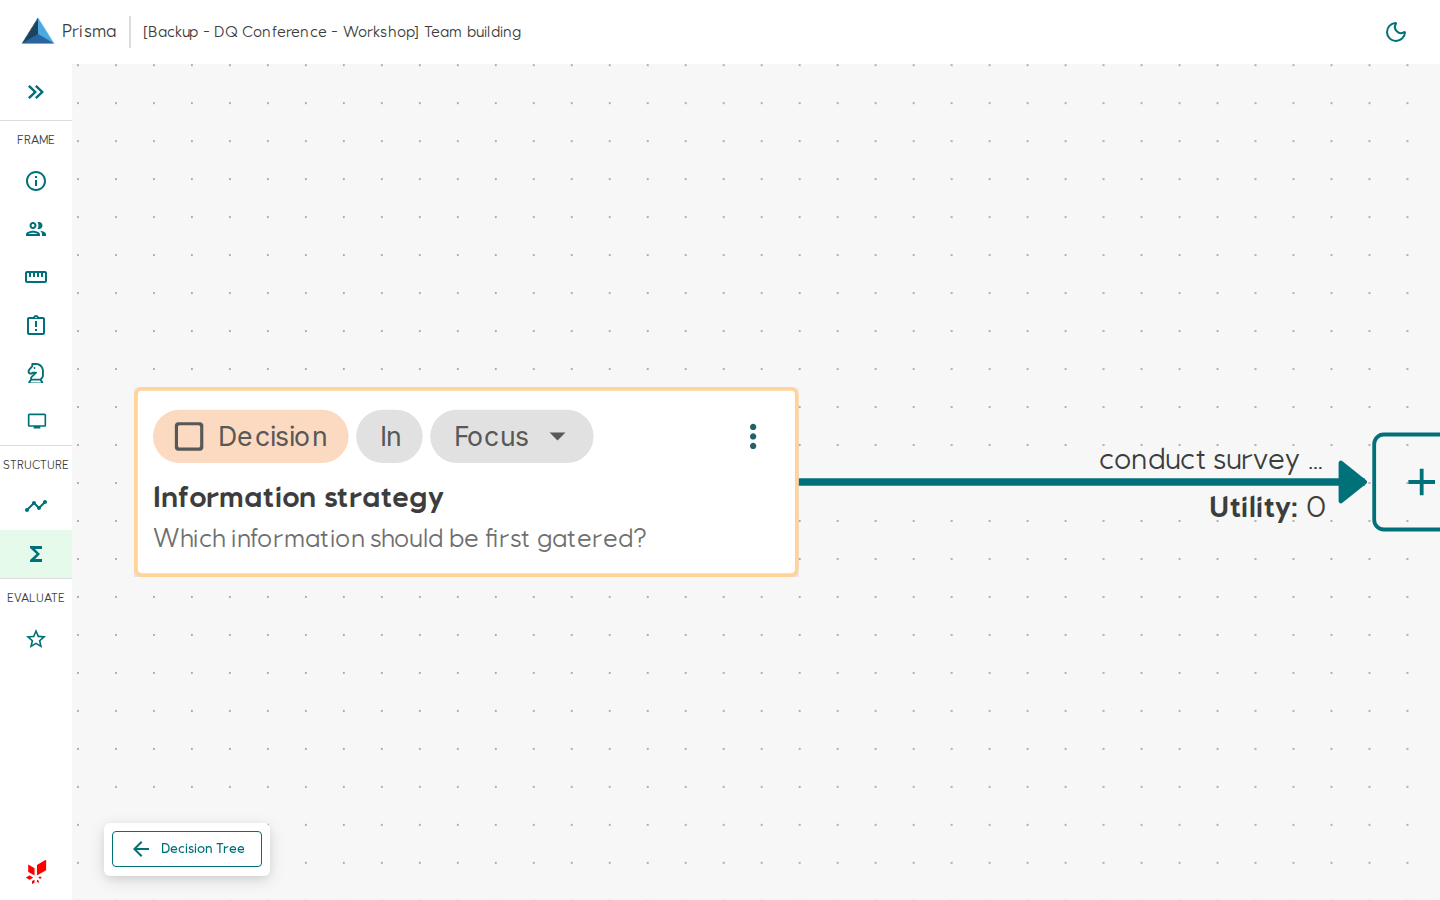 Prisma
[Backup - DQ Conference - Workshop] Team building
FRAME
STRUCTURE
EVALUATE
Decision
In
Focus
Information strategy
Which information should be first gatered?
conduct survey ...
Utility: 0
Decision Tree